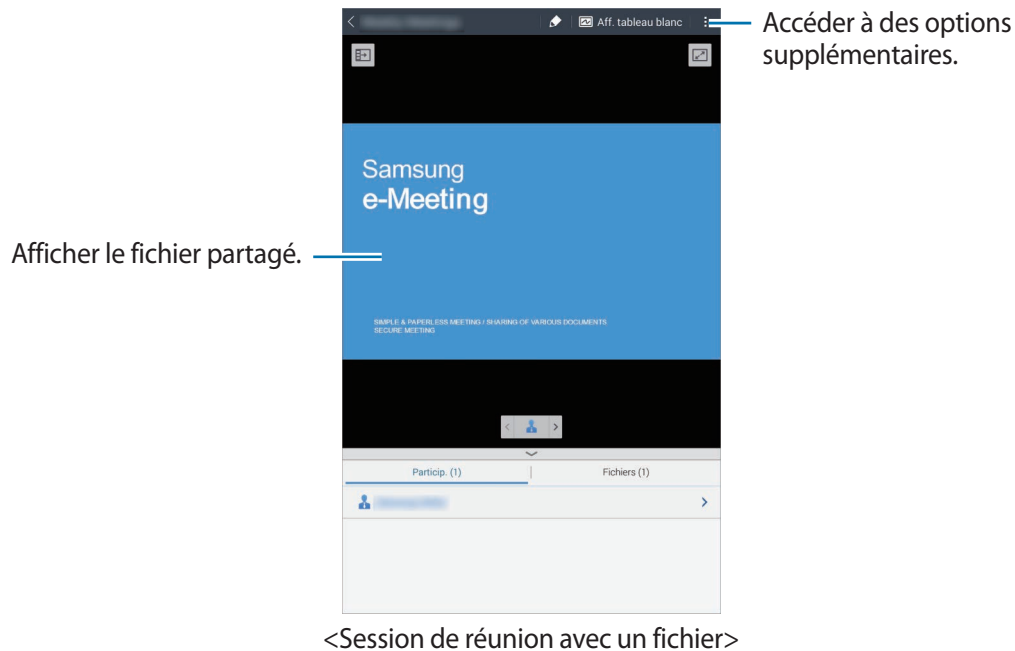 Aff. tableau blanc
Accéder à des options
supplémentaires.
Samsung
e-Meeting
Afficher le fichier partagé.
SIMPLE & PAPERLESS MEETING / SHARING OF VARIOUS DOCUMENTS
SECURE MEETING
Particip. (1)
Fichiers (1)
<Session de réunion avec un fichier>